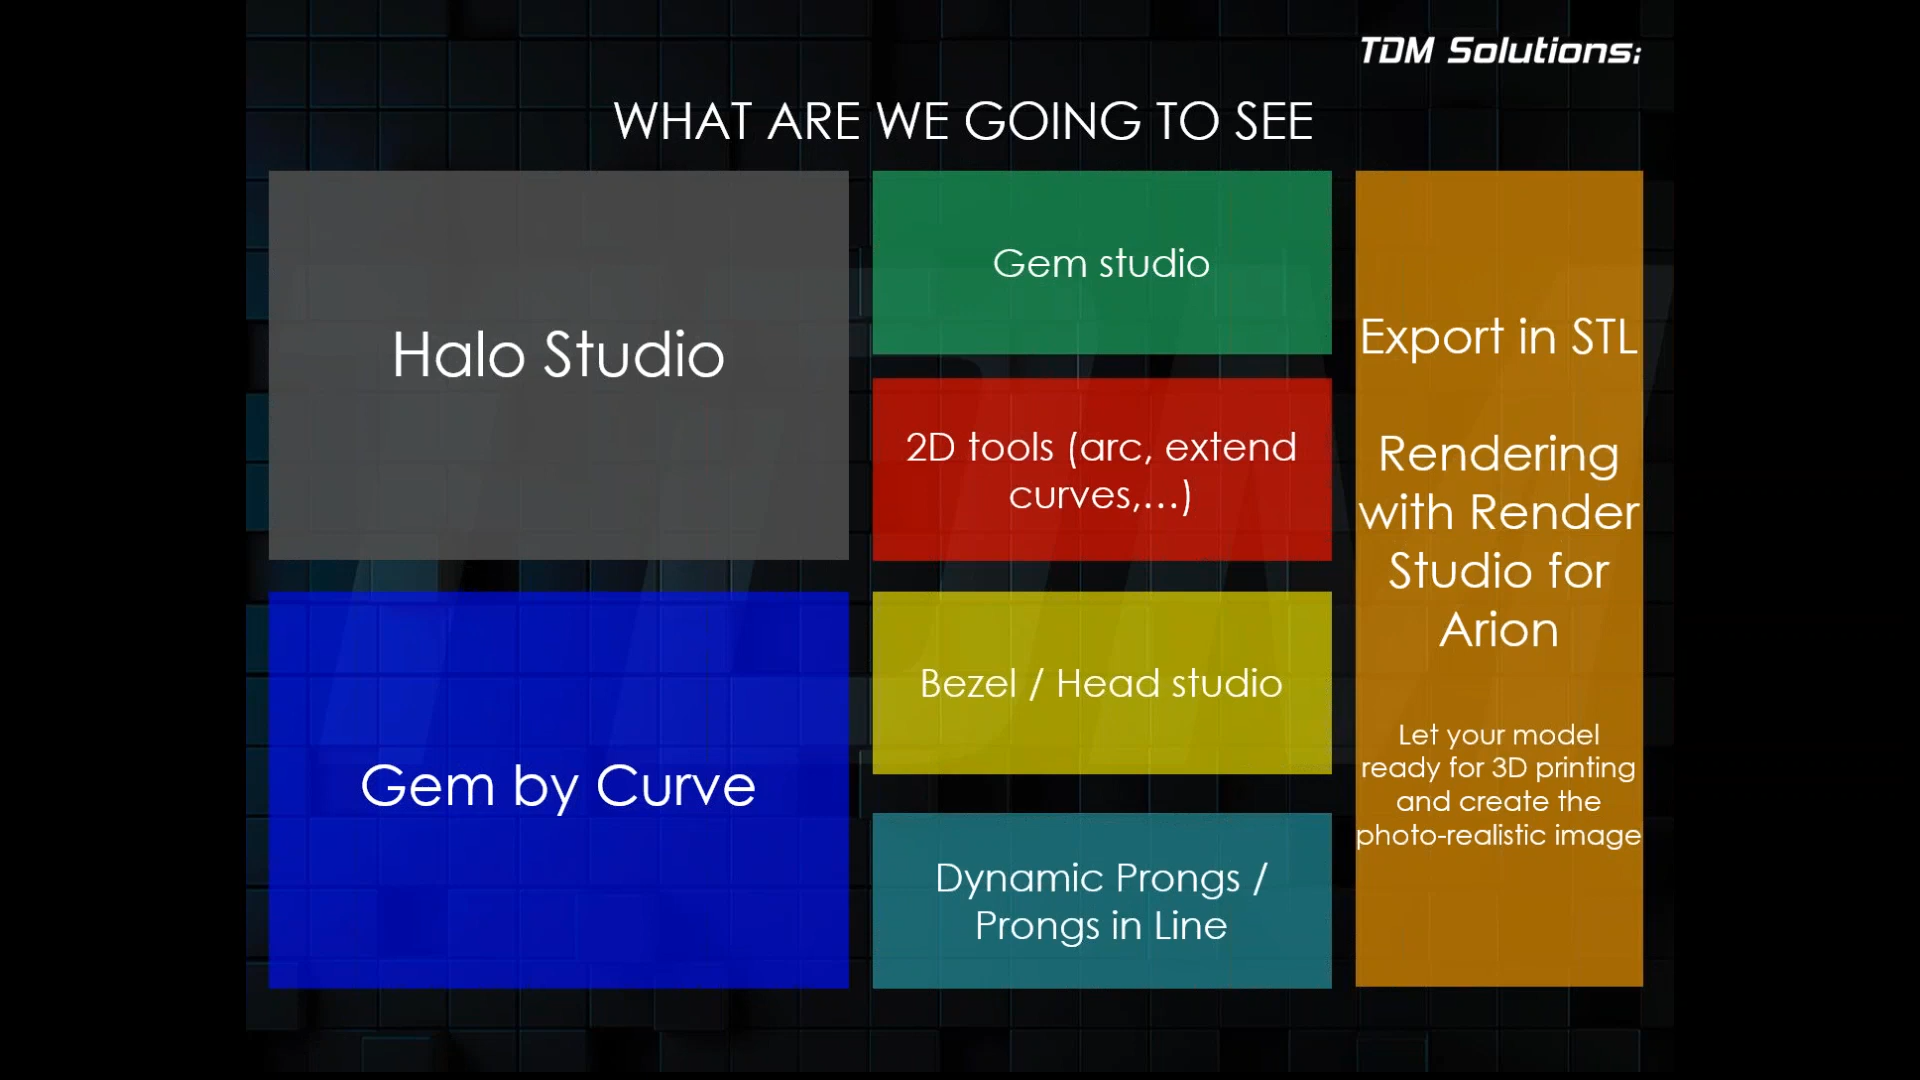 TDM Solutions;
WHAT ARE WE GOING TO SEE
Halo Studio
Gem by Curve
Gem studio
2D tools (arc, extend
curves,...)
Bezel / Head studio
Dynamic Prongs /
Prongs in Line
Export in STL
Rendering
with Render
Studio for
Arion
Let your model
ready for 3D printing
and create the
photo-realistic image